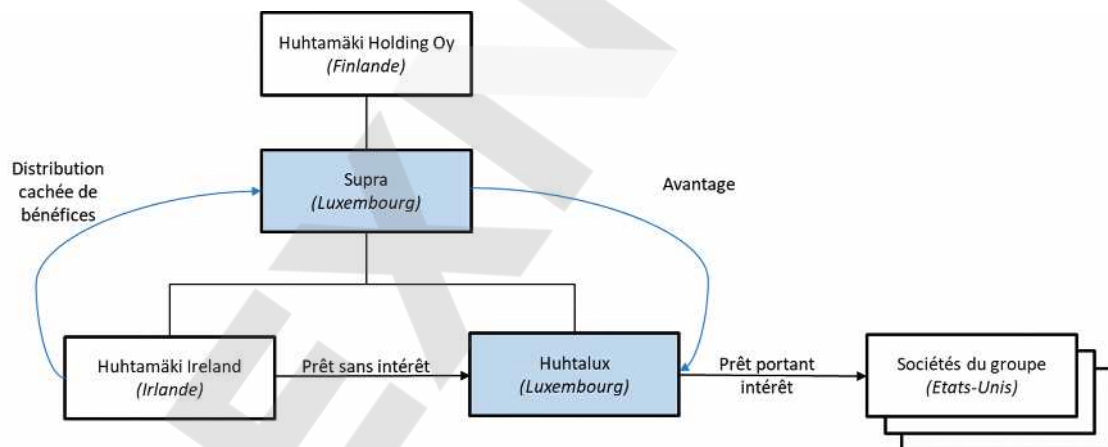 Huhtamäki Holding Oy
(Finlande)
Distribution
cachée de
bénéfices
Supra
(Luxembourg)
Avantage
Huhtamäki Ireland
(Irlande)
Prêt sans intérêt
Huhtalux
(Luxembourg)
Prêt portant
intérêt
Sociétés du groupe
(Etats-Unis)